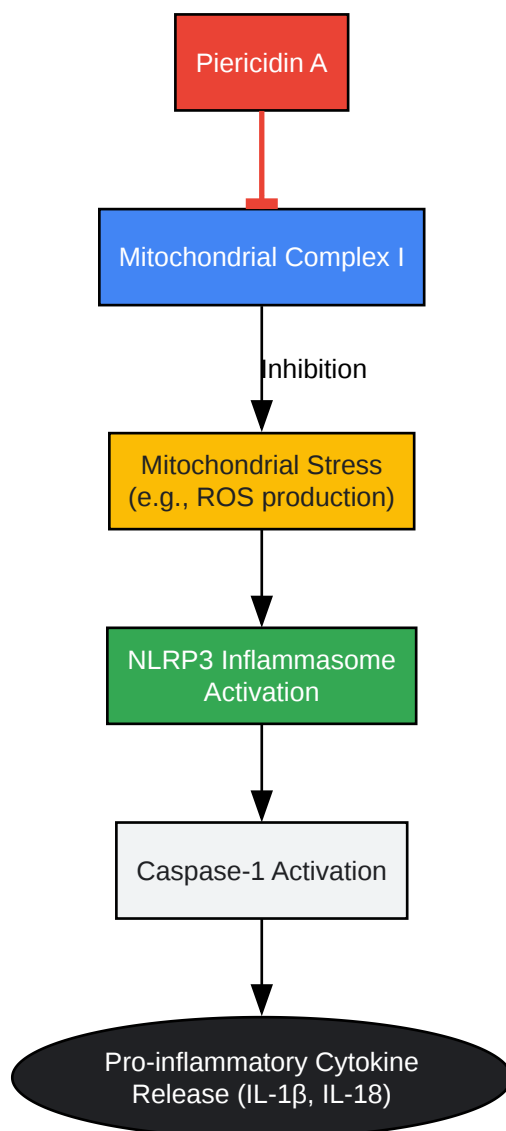 Piericidin A
Mitochondrial Complex I
Inhibition
Mitochondrial Stress
(e.g., ROS production)
NLRP3 Inflammasome
Activation
Caspase-1 Activation
Pro-inflammatory Cytokine
Release (IL-1β, IL-18)